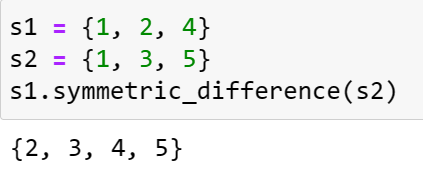 s1 = {1, 2, 4}
s2 = {1, 3, 5}
s1.symmetric_difference(s2)
{2, 3, 4, 5}